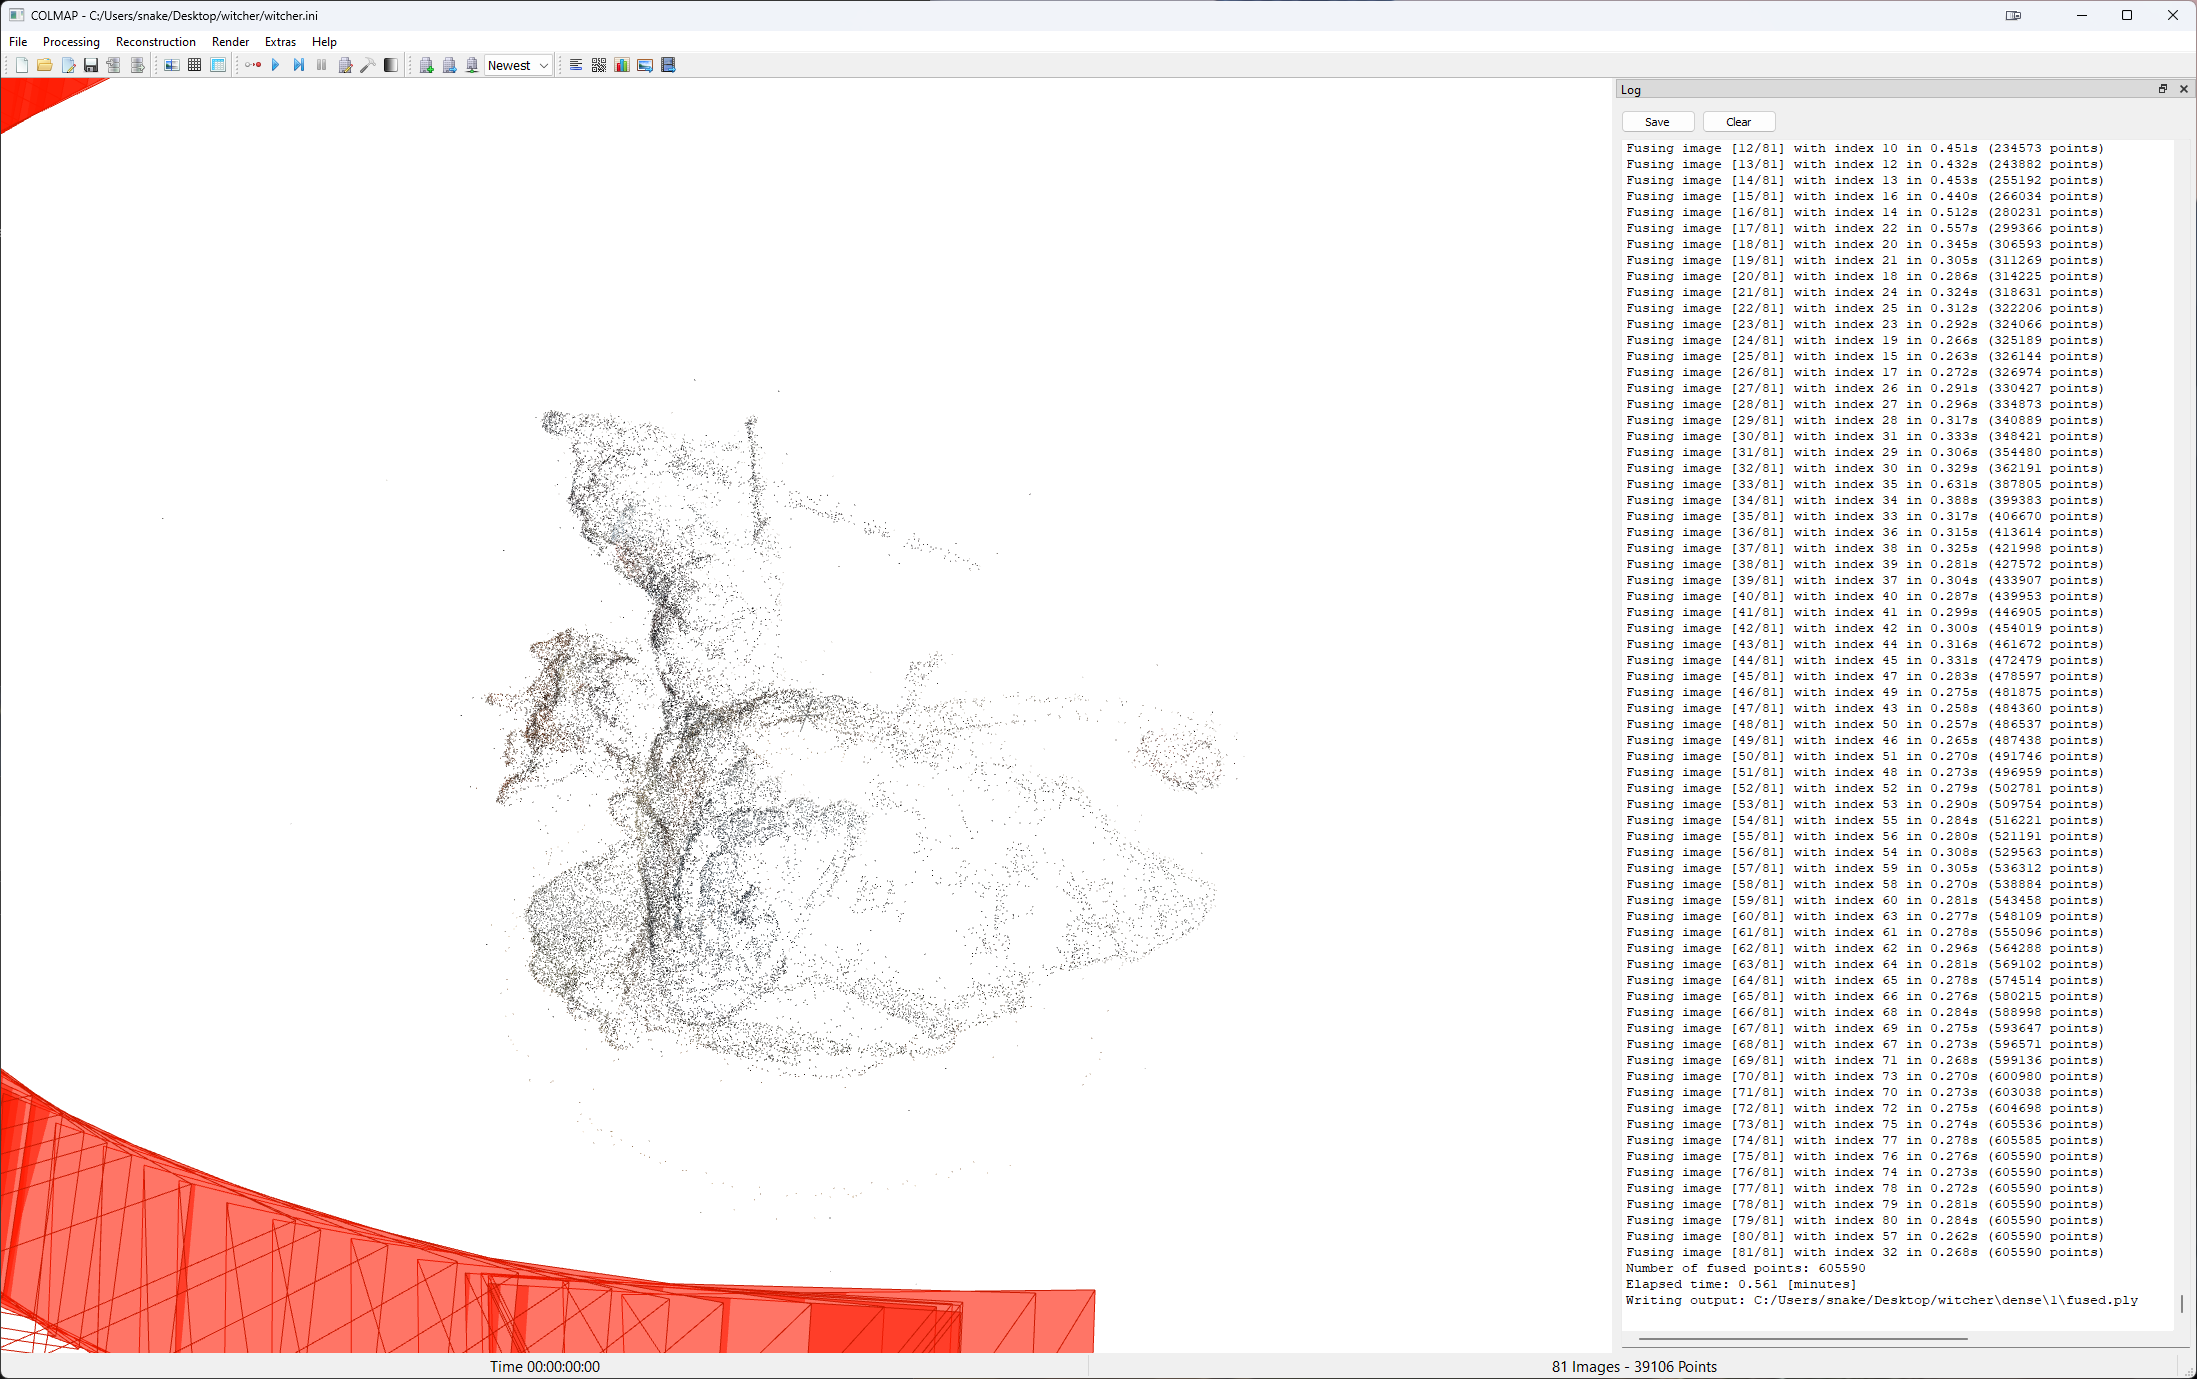 COLMAP - C:/Users/snake/Desktop/witcher/witcher.ini
File Processing Reconstruction Render Extras Help
Newest
Log
Save Clear
Fusing image [12/81] with index 10 in 0.451s (234573 points)
Fusing image [13/81] with index 12 in 0.432s (243882 points)
Fusing image [14/81] with index 13 in 0.453s (255192 points)
Fusing image [15/81] with index 16 in 0.440s (266034 points)
Fusing image [16/81] with index 14 in 0.512s (280231 points)
Fusing image [17/81] with index 22 in 0.557s (299366 points)
Fusing image [18/81] with index 20 in 0.345s (306593 points)
Fusing image [19/81] with index 21 in 0.305s (311269 points)
Fusing image [20/81] with index 18 in 0.286s (314225 points)
Fusing image [21/81] with index 24 in 0.324s (318631 points)
Fusing image [22/81] with index 25 in 0.312s (322206 points)
Fusing image [23/81] with index 23 in 0.292s (324066 points)
Fusing image [24/81] with index 19 in 0.266s (325189 points)
Fusing image [25/81] with index 15 in 0.263s (326144 points)
Fusing image [26/81] with index 17 in 0.272s (326974 points)
Fusing image [27/81] with index 26 in 0.291s (330427 points)
Fusing image [28/81] with index 27 in 0.296s (334873 points)
Fusing image [29/81] with index 28 in 0.317s (340889 points)
Fusing image [30/81] with index 31 in 0.333s (348421 points)
Fusing image [31/81] with index 29 in 0.306s (354480 points)
Fusing image [32/81] with index 30 in 0.329s (362191 points)
Fusing image [33/81] with index 35 in 0.631s (387805 points)
Fusing image [34/81] with index 34 in 0.388s (399383 points)
Fusing image [35/81] with index 33 in 0.317s (406670 points)
Fusing image [36/81] with index 36 in 0.315s (413614 points)
Fusing image [37/81] with index 38 in 0.325s (421998 points)
Fusing image [38/81] with index 39 in 0.281s (427572 points)
Fusing image [39/81] with index 37 in 0.304s (433907 points)
Fusing image [40/81] with index 40 in 0.287s (439953 points)
Fusing image [41/81] with index 41 in 0.299s (446905 points)
Fusing image [42/81] with index 42 in 0.300s (454019 points)
Fusing image [43/81] with index 44 in 0.316s (461672 points)
Fusing image [44/81] with index 45 in 0.331s (472479 points)
Fusing image [45/81] with index 47 in 0.283s (478597 points)
Fusing image [46/81] with index 49 in 0.275s (481875 points)
Fusing image [47/81] with index 43 in 0.258s (484360 points)
Fusing image [48/81] with index 50 in 0.257s (486537 points)
Fusing image [49/81] with index 46 in 0.265s (487438 points)
Fusing image [50/81] with index 51 in 0.270s (491746 points)
Fusing image [51/81] with index 48 in 0.273s (496959 points)
Fusing image [52/81] with index 52 in 0.279s (502781 points)
Fusing image [53/81] with index 53 in 0.290s (509754 points)
Fusing image [54/81] with index 55 in 0.284s (516221 points)
Fusing image [55/81] with index 56 in 0.280s (521191 points)
Fusing image [56/81] with index 54 in 0.308s (529563 points)
Fusing image [57/81] with index 59 in 0.305s (536312 points)
Fusing image [58/81] with index 58 in 0.270s (538884 points)
Fusing image [59/81] with index 60 in 0.281s (543458 points)
Fusing image [60/81] with index 63 in 0.277s (548109 points)
Fusing image [61/81] with index 61 in 0.278s (555096 points)
Fusing image [62/81] with index 62 in 0.296s (564288 points)
Fusing image [63/81] with index 64 in 0.281s (569102 points)
Fusing image [64/81] with index 65 in 0.278s (574514 points)
Fusing image [65/81] with index 66 in 0.276s (580215 points)
Fusing image [66/81] with index 68 in 0.284s (588998 points)
Fusing image [67/81] with index 69 in 0.275s (593647 points)
Fusing image [68/81] with index 67 in 0.273s (596571 points)
Fusing image [69/81] with index 71 in 0.268s (599136 points)
Fusing image [70/81] with index 73 in 0.270s (600980 points)
Fusing image [71/81] with index 70 in 0.273s (603038 points)
Fusing image [72/81] with index 72 in 0.275s (604698 points)
Fusing image [73/81] with index 75 in 0.274s (605536 points)
Fusing image [74/81] with index 77 in 0.278s (605585 points)
Fusing image [75/81] with index 76 in 0.276s (605590 points)
Fusing image [76/81] with index 74 in 0.273s (605590 points)
Fusing image [77/81] with index 78 in 0.272s (605590 points)
Fusing image [78/81] with index 79 in 0.281s (605590 points)
Fusing image [79/81] with index 80 in 0.284s (605590 points)
Fusing image [80/81] with index 57 in 0.262s (605590 points)
Fusing image [81/81] with index 32 in 0.268s (605590 points)
Number of fused points: 605590
Elapsed time: 0.561 [minutes]
Writing output: C:/Users/snake/Desktop/witcher\dense\1\fused.ply
Time 00:00:00:00
81 Images - 39106 Points